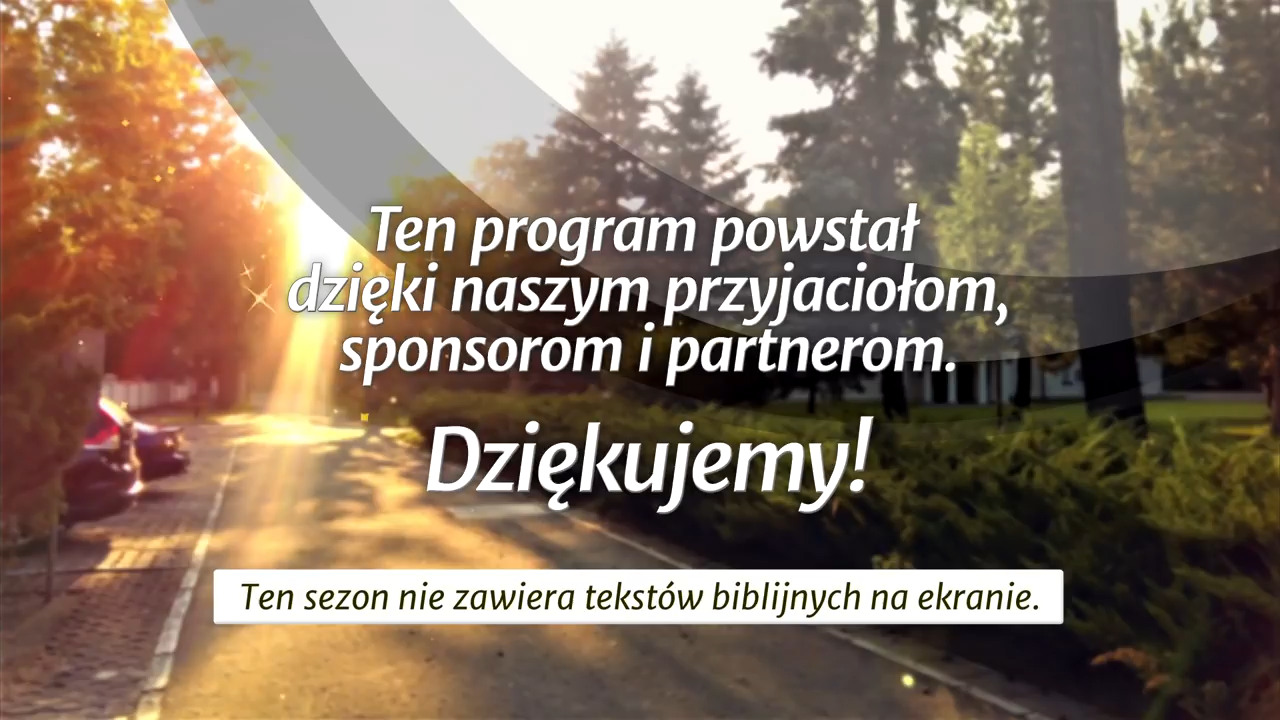 Ten program powstał
dzięki naszym przyjaciołom,
sponsorom i partnerom.
Dziękujemy!
Ten sezon nie zawiera tekstów biblijnych na ekranie.